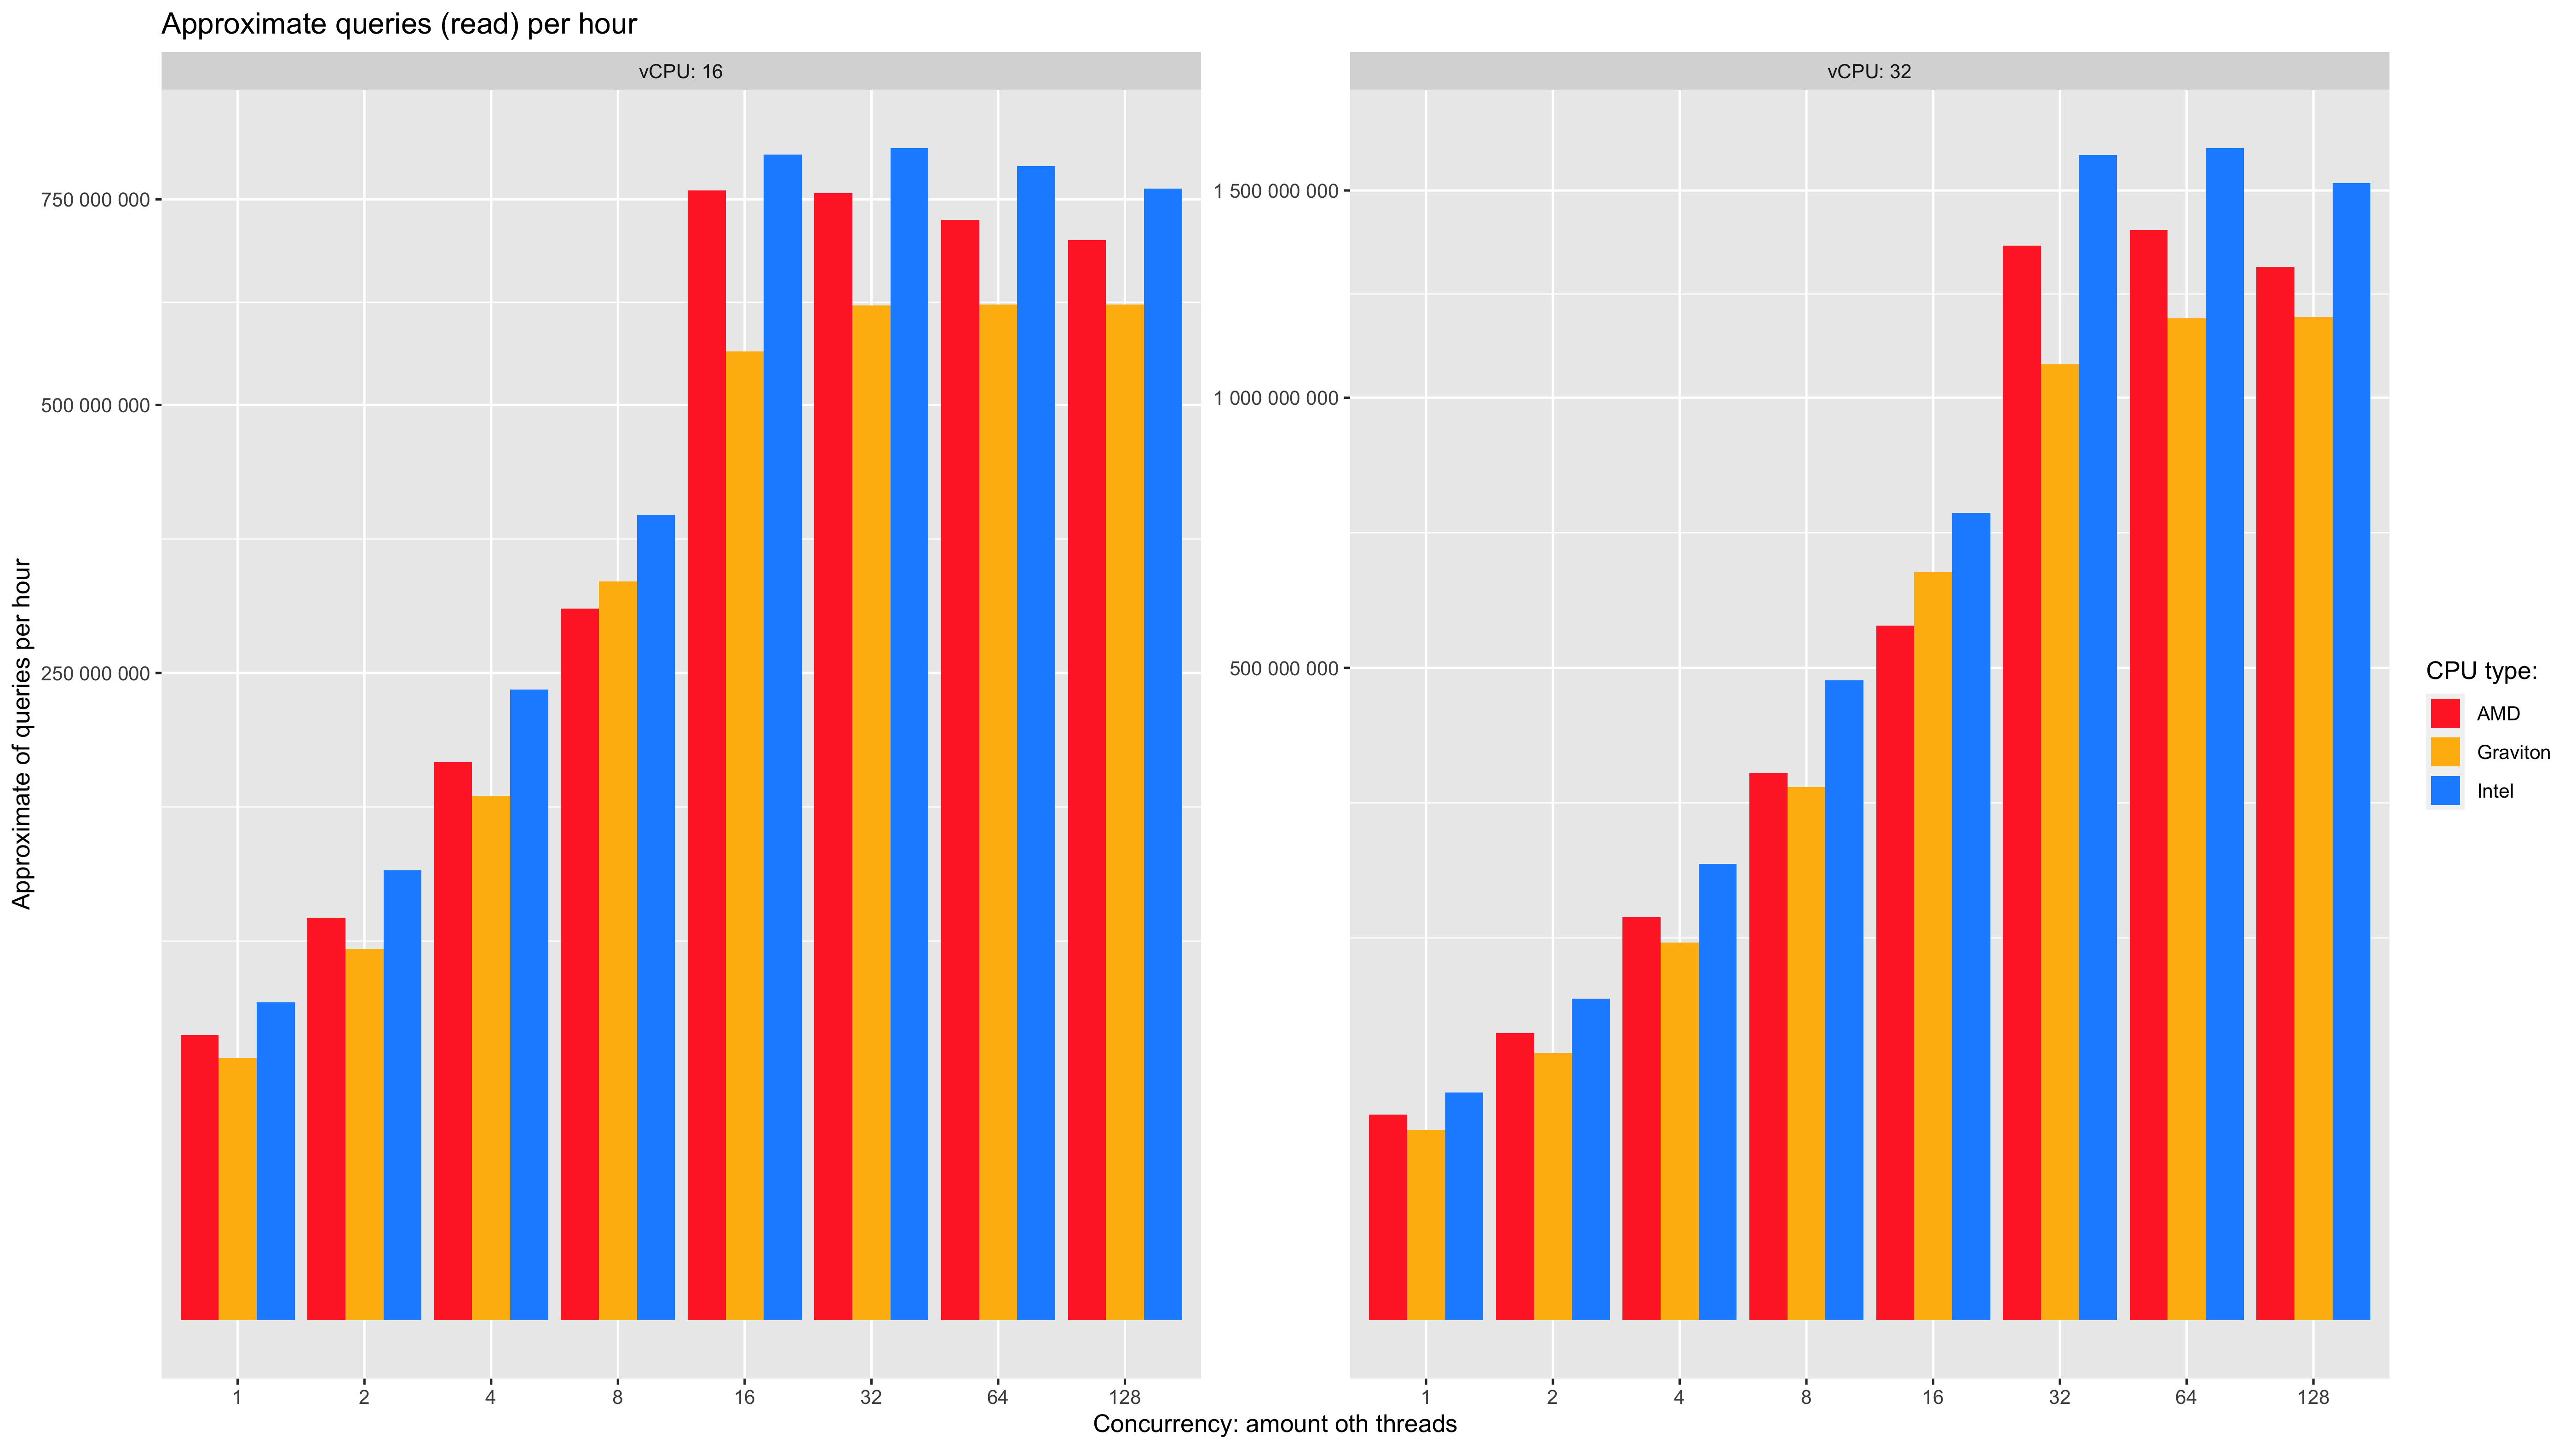 Approximate queries (read) per hour
vCPU: 16
vCPU: 32
Approximate of queries per hour
750 000 000
500 000 000
250 000 000
1 500 000 000
1 000 000 000
500 000 000
1 2 4 8 16 32 64 128
1 2 4 8 16 32 64 128
Concurrency: amount oth threads
CPU type:
AMD
Graviton
Intel